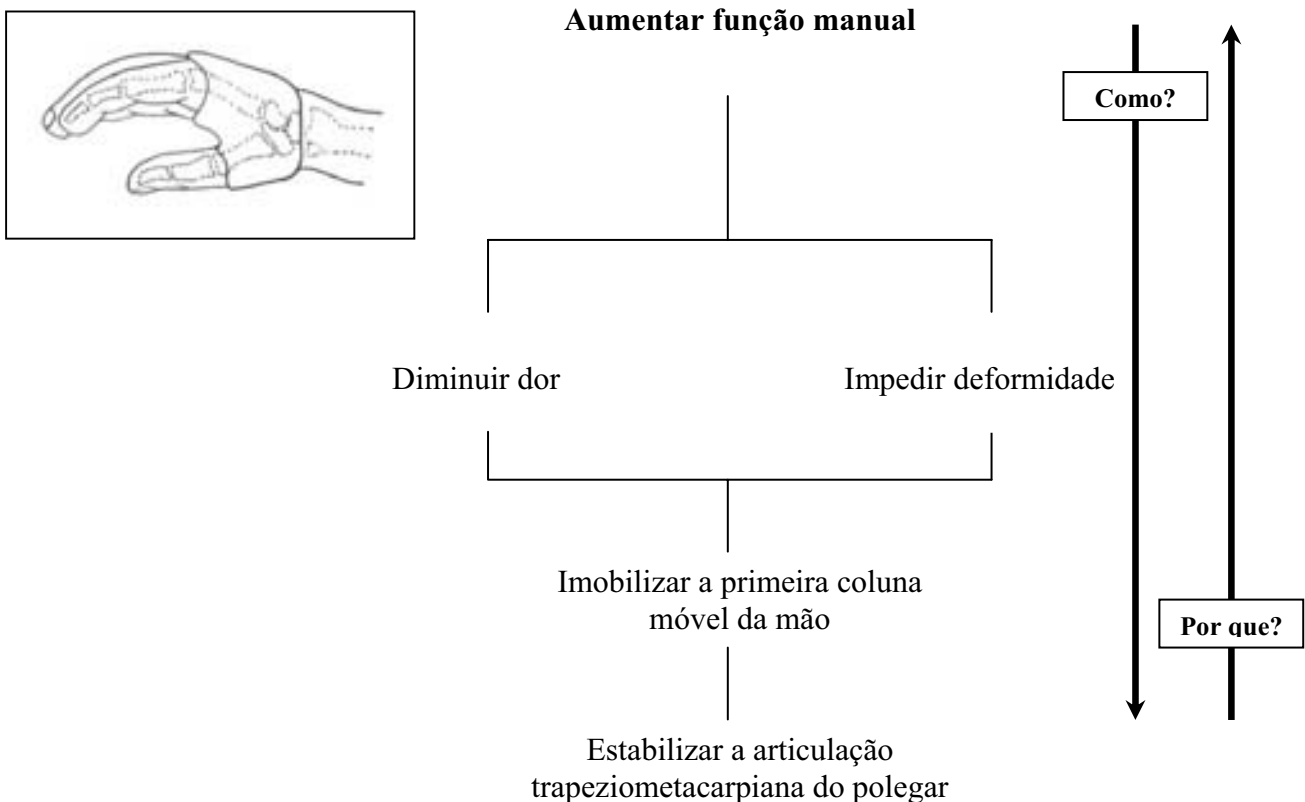 Aumentar função manual
Como?
Diminuir dor
Impedir deformidade
Imobilizar a primeira coluna
móvel da mão
Por que?
Estabilizar a articulação
trapeziometacarpiana do polegar